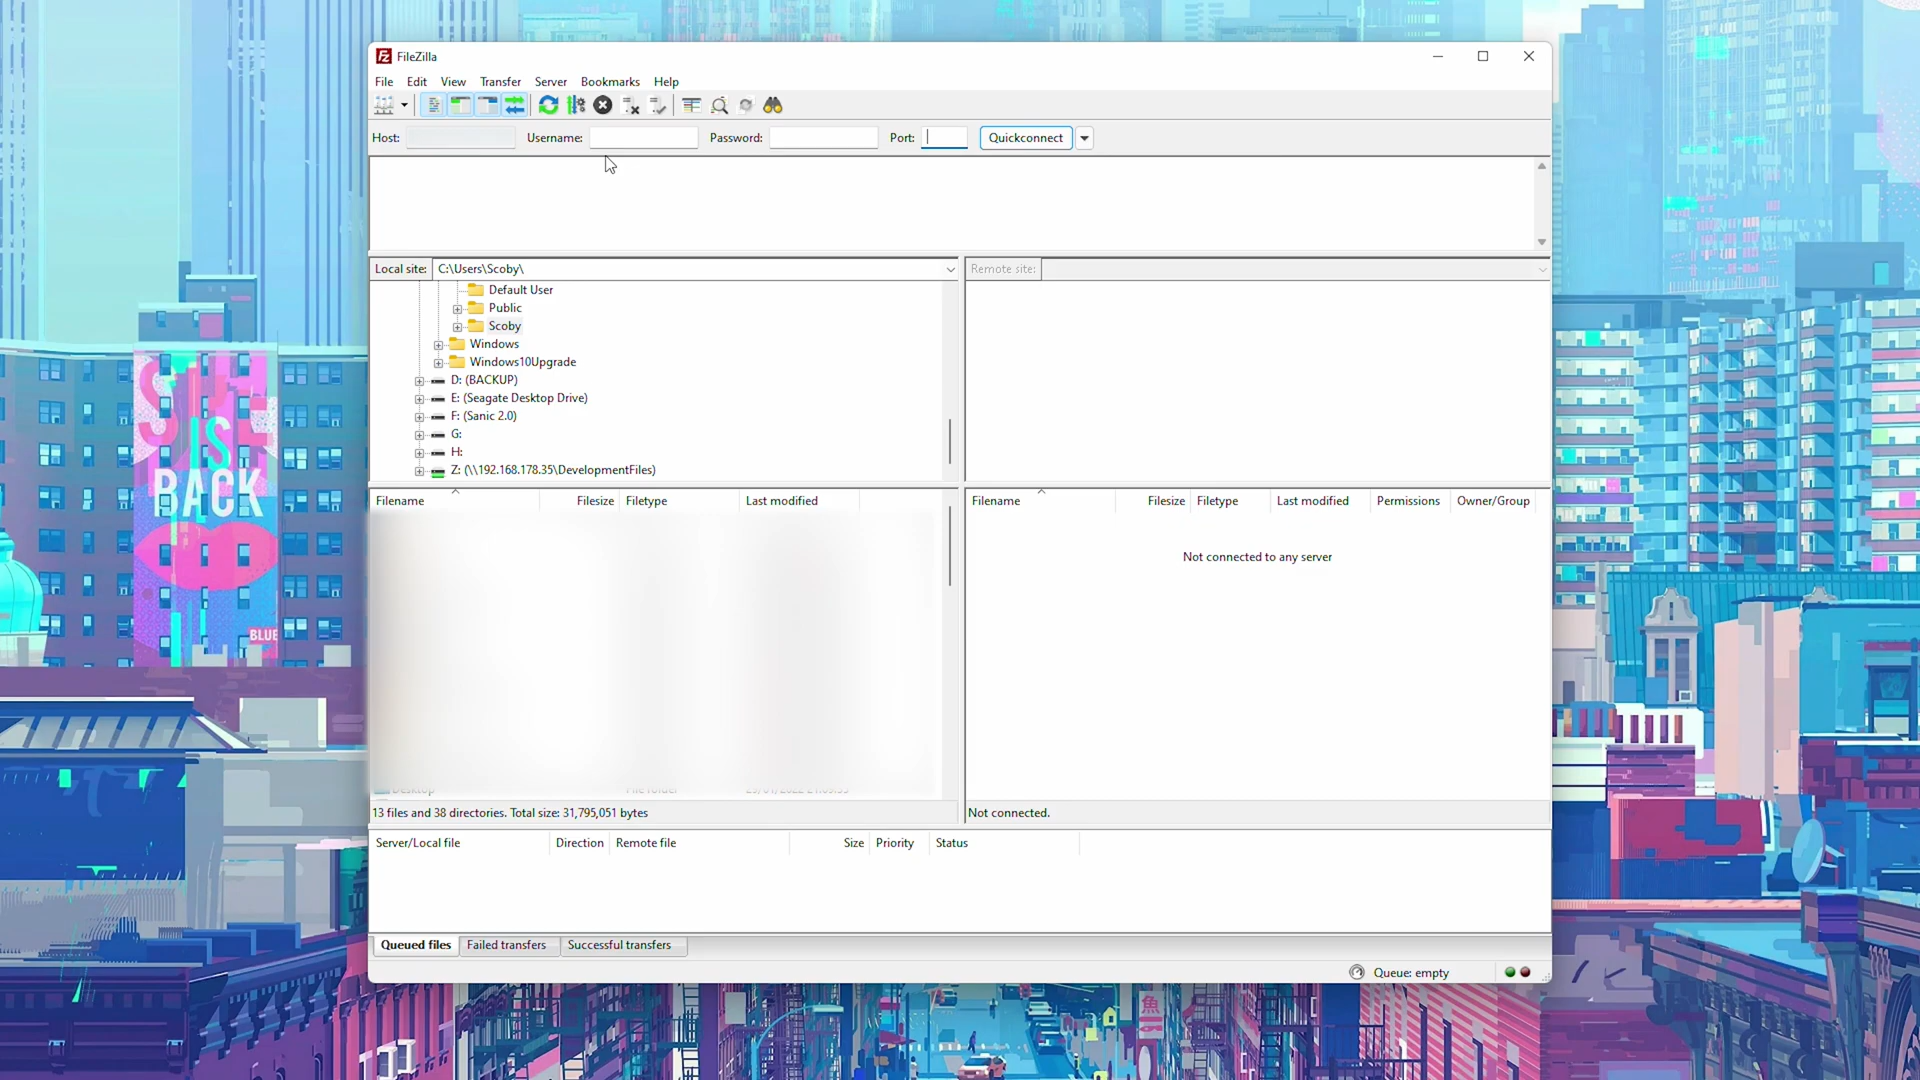 FileZilla
File Edit View Transfer Server Bookmarks Help
Host: Username: Password: Port: Quickconnect
Local site: C:\Users\Scoby\
Remote site:
Default User
Public
Scoby
Windows
Windows10Upgrade
D: (BACKUP)
E: (Seagate Desktop Drive)
F: (Sanic 2.0)
G:
H:
Z: (\\192.168.178.35\DevelopmentFiles)
Filename Filesize Filetype Last modified
Filename Filesize Filetype Last modified Permissions Owner/Group
Not connected to any server
13 files and 38 directories. Total size: 31,795,051 bytes
Not connected.
Server/Local file Direction Remote file Size Priority Status
Queued files Failed transfers Successful transfers
Queue: empty
IS
BACK
BLUE
魚